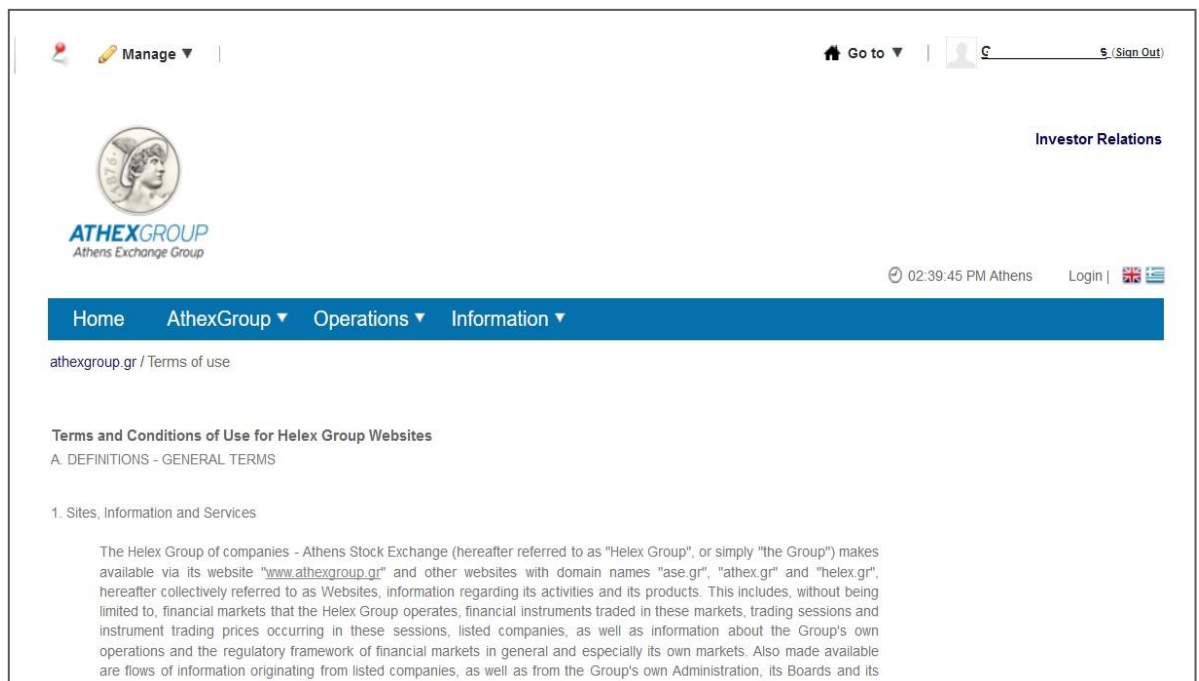 Manage ▼ | Go to ▼ | G s (Sign Out)
Investor Relations
1876
ATHEXGROUP
Athens Exchange Group
02:39:45 PM Athens Login |
Home AthexGroup ▼ Operations ▼ Information ▼
athexgroup.gr / Terms of use
Terms and Conditions of Use for Helex Group Websites
A. DEFINITIONS - GENERAL TERMS
1. Sites, Information and Services
The Helex Group of companies - Athens Stock Exchange (hereafter referred to as "Helex Group", or simply "the Group") makes
available via its website "www.athexgroup.gr" and other websites with domain names "ase.gr", "athex.gr" and "helex.gr",
hereafter collectively referred to as Websites, information regarding its activities and its products. This includes, without being
limited to, financial markets that the Helex Group operates, financial instruments traded in these markets, trading sessions and
instrument trading prices occurring in these sessions, listed companies, as well as information about the Group's own
operations and the regulatory framework of financial markets in general and especially its own markets. Also made available
are flows of information originating from listed companies, as well as from the Group's own Administration, its Boards and its